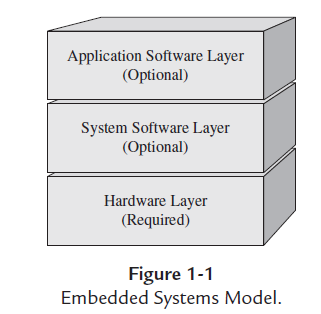 Application Software Layer
(Optional)
System Software Layer
(Optional)
Hardware Layer
(Required)
Figure 1-1
Embedded Systems Model.